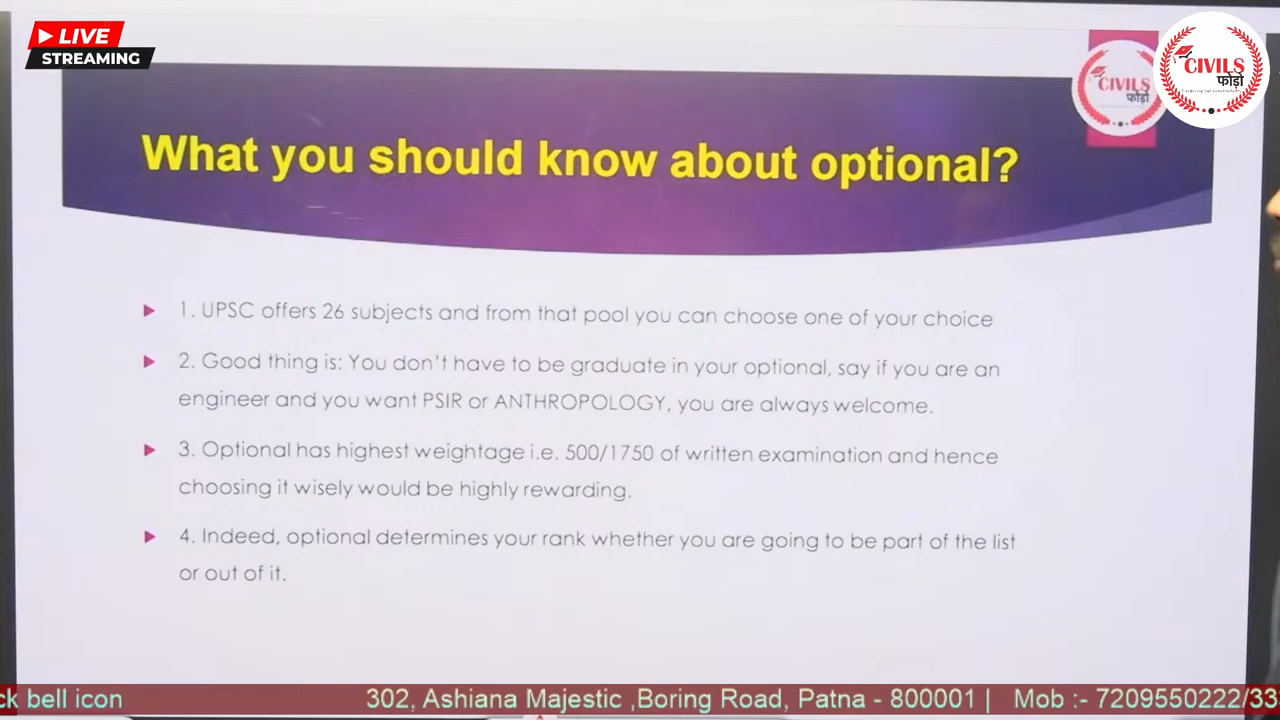 LIVE
STREAMING
CIVILS
फोड़ो
CIVILS
फोड़ो
What you should know about optional?
1. UPSC offers 26 subjects and from that pool you can choose one of your choice
2. Good thing is: You don't have to be graduate in your optional, say if you are an
engineer and you want PSIR or ANTHROPOLOGY, you are always welcome.
3. Optional has highest weightage i.e. 500/1750 of written examination and hence
choosing it wisely would be highly rewarding.
4. Indeed, optional determines your rank whether you are going to be part of the list
or out of it.
ck bell icon 302, Ashiana Majestic ,Boring Road, Patna - 800001 | Mob :- 7209550222/33